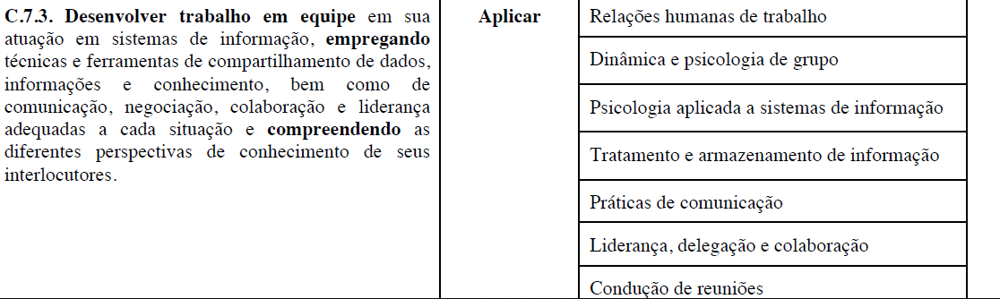 C.7.3. Desenvolver trabalho em equipe em sua
atuação em sistemas de informação, empregando
técnicas e ferramentas de compartilhamento de dados,
informações e conhecimento, bem como de
comunicação, negociação, colaboração e liderança
adequadas a cada situação e compreendendo as
diferentes perspectivas de conhecimento de seus
interlocutores.
Aplicar
Relações humanas de trabalho
Dinâmica e psicologia de grupo
Psicologia aplicada a sistemas de informação
Tratamento e armazenamento de informação
Práticas de comunicação
Liderança, delegação e colaboração
Condução de reuniões